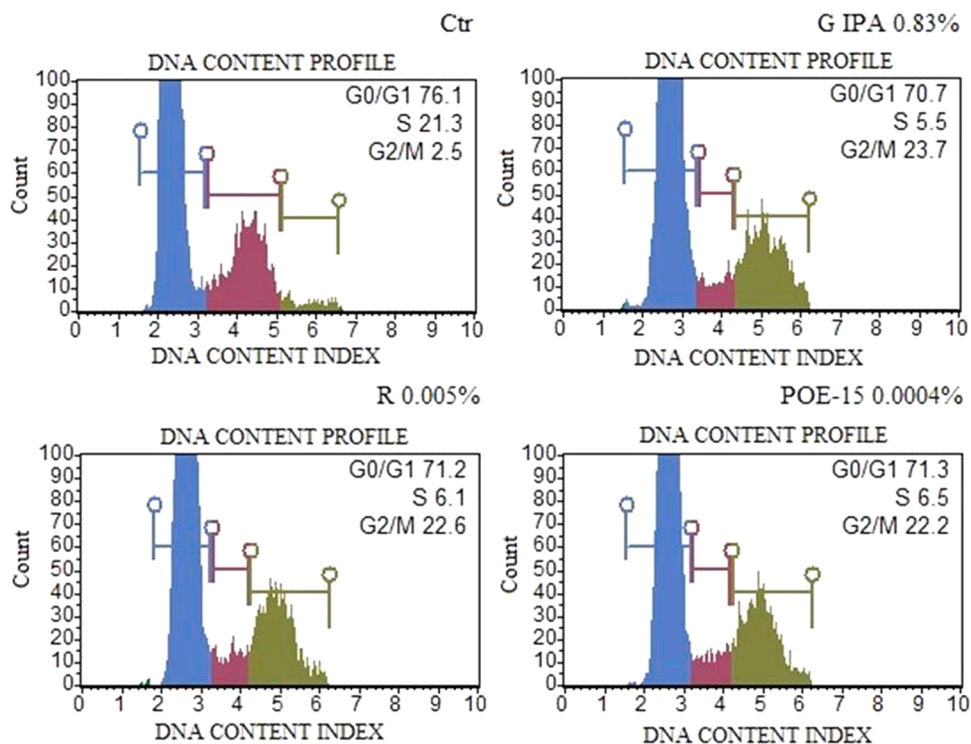 Ctr
DNA CONTENT PROFILE
G0/G1 76.1
S 21.3
G2/M 2.5
Count
100
90
80
70
60
50
40
30
20
10
0
0 1 2 3 4 5 6 7 8 9 10
DNA CONTENT INDEX
G IPA 0.83%
DNA CONTENT PROFILE
G0/G1 70.7
S 5.5
G2/M 23.7
Count
100
90
80
70
60
50
40
30
20
10
0
0 1 2 3 4 5 6 7 8 9 10
DNA CONTENT INDEX
R 0.005%
DNA CONTENT PROFILE
G0/G1 71.2
S 6.1
G2/M 22.6
Count
100
90
80
70
60
50
40
30
20
10
0
0 1 2 3 4 5 6 7 8 9 10
DNA CONTENT INDEX
POE-15 0.0004%
DNA CONTENT PROFILE
G0/G1 71.3
S 6.5
G2/M 22.2
Count
100
90
80
70
60
50
40
30
20
10
0
0 1 2 3 4 5 6 7 8 9 10
DNA CONTENT INDEX